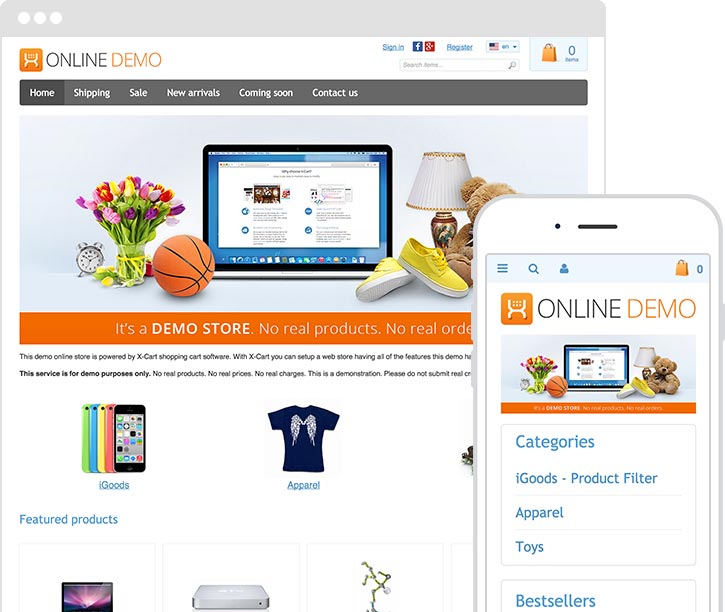 ONLINE DEMO
Sign in Register en
Search items...
0
items
Home Shipping Sale New arrivals Coming soon Contact us
Why choose X-Cart?
It's a DEMO STORE. No real products. No real orde
This demo online store is powered by X-Cart shopping cart software. With X-Cart you can setup a web store having all of the features this demo ha
This service is for demo purposes only. No real products. No real prices. No real charges. This is a demonstration. Please do not submit real cr
iGoods
Apparel
Featured products
tv
0
ONLINE DEMO
It's a DEMO STORE. No real products. No real orders.
Categories
iGoods - Product Filter
Apparel
Toys
Bestsellers